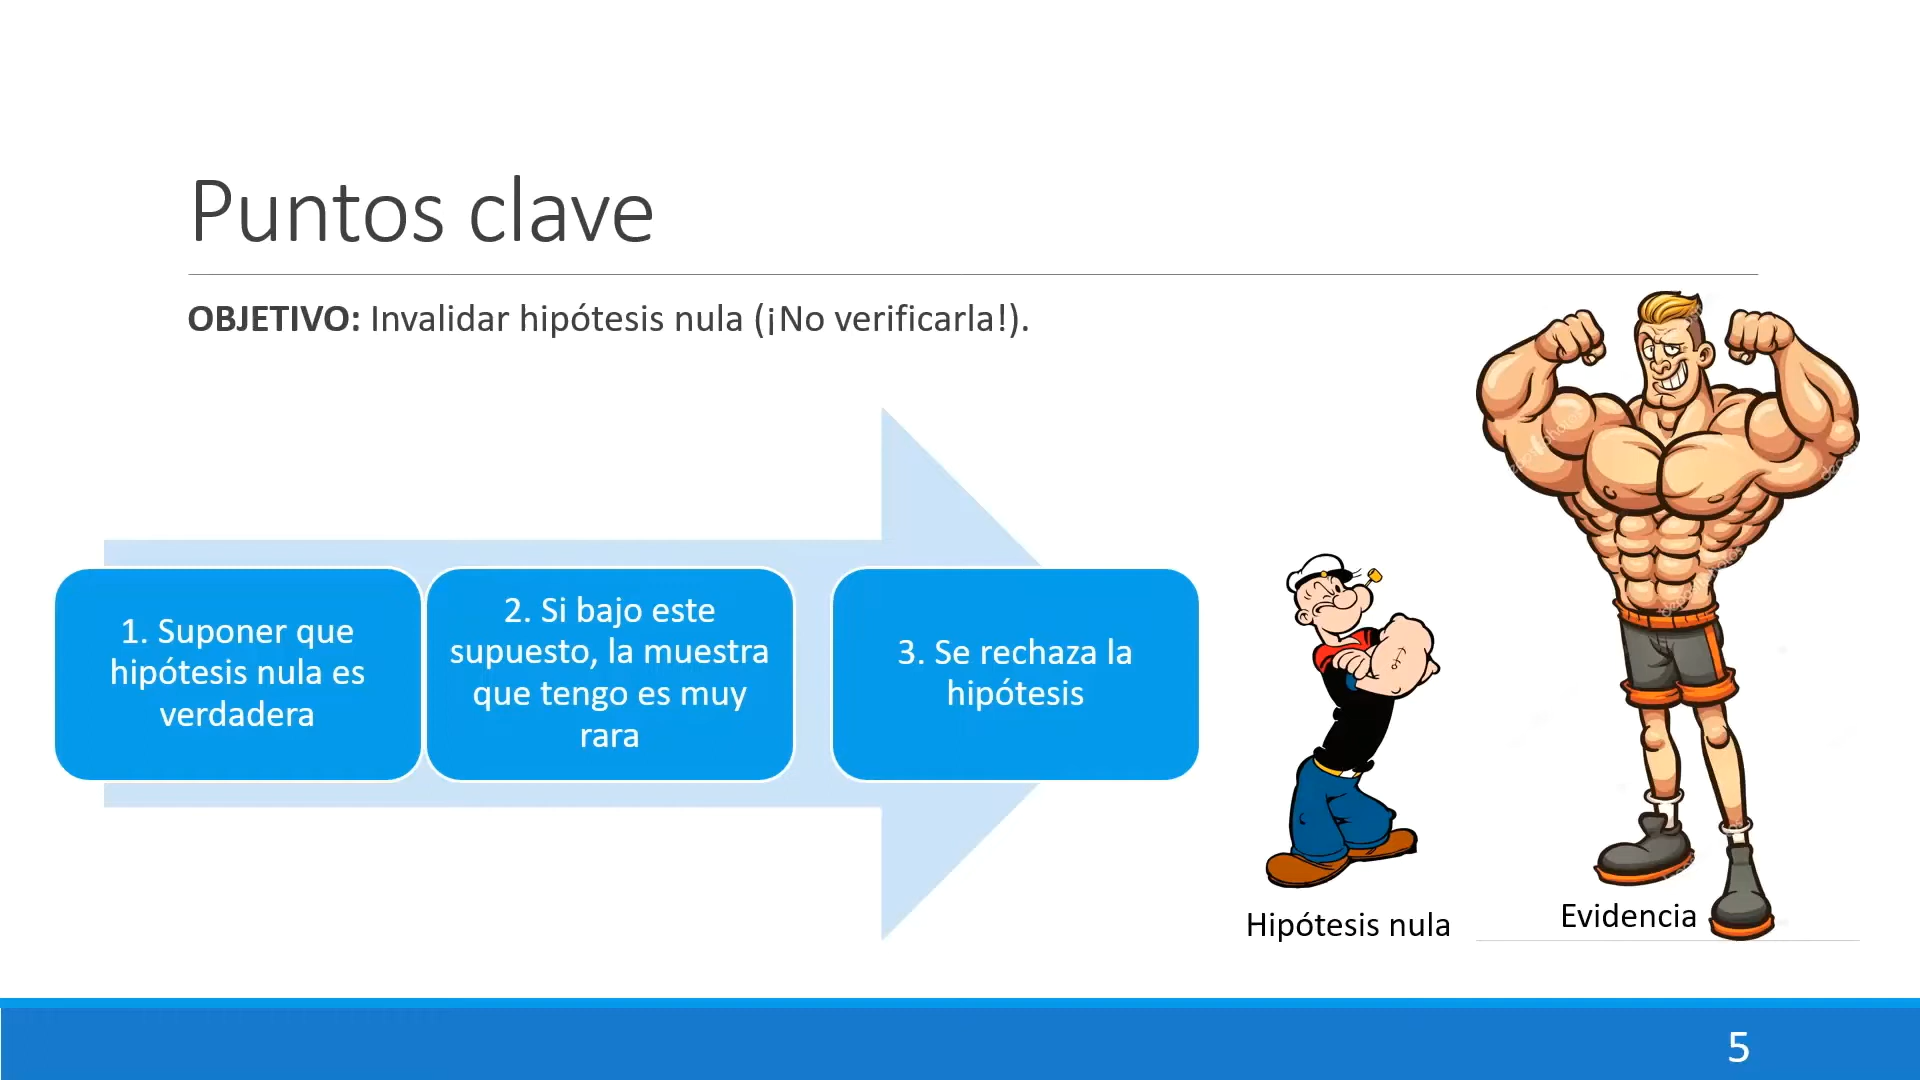 Puntos clave
OBJETIVO: Invalidar hipótesis nula (¡No verificarla!).
1. Suponer que
hipótesis nula es
verdadera
2. Si bajo este
supuesto, la muestra
que tengo es muy
rara
3. Se rechaza la
hipótesis
Hipótesis nula
Evidencia
5